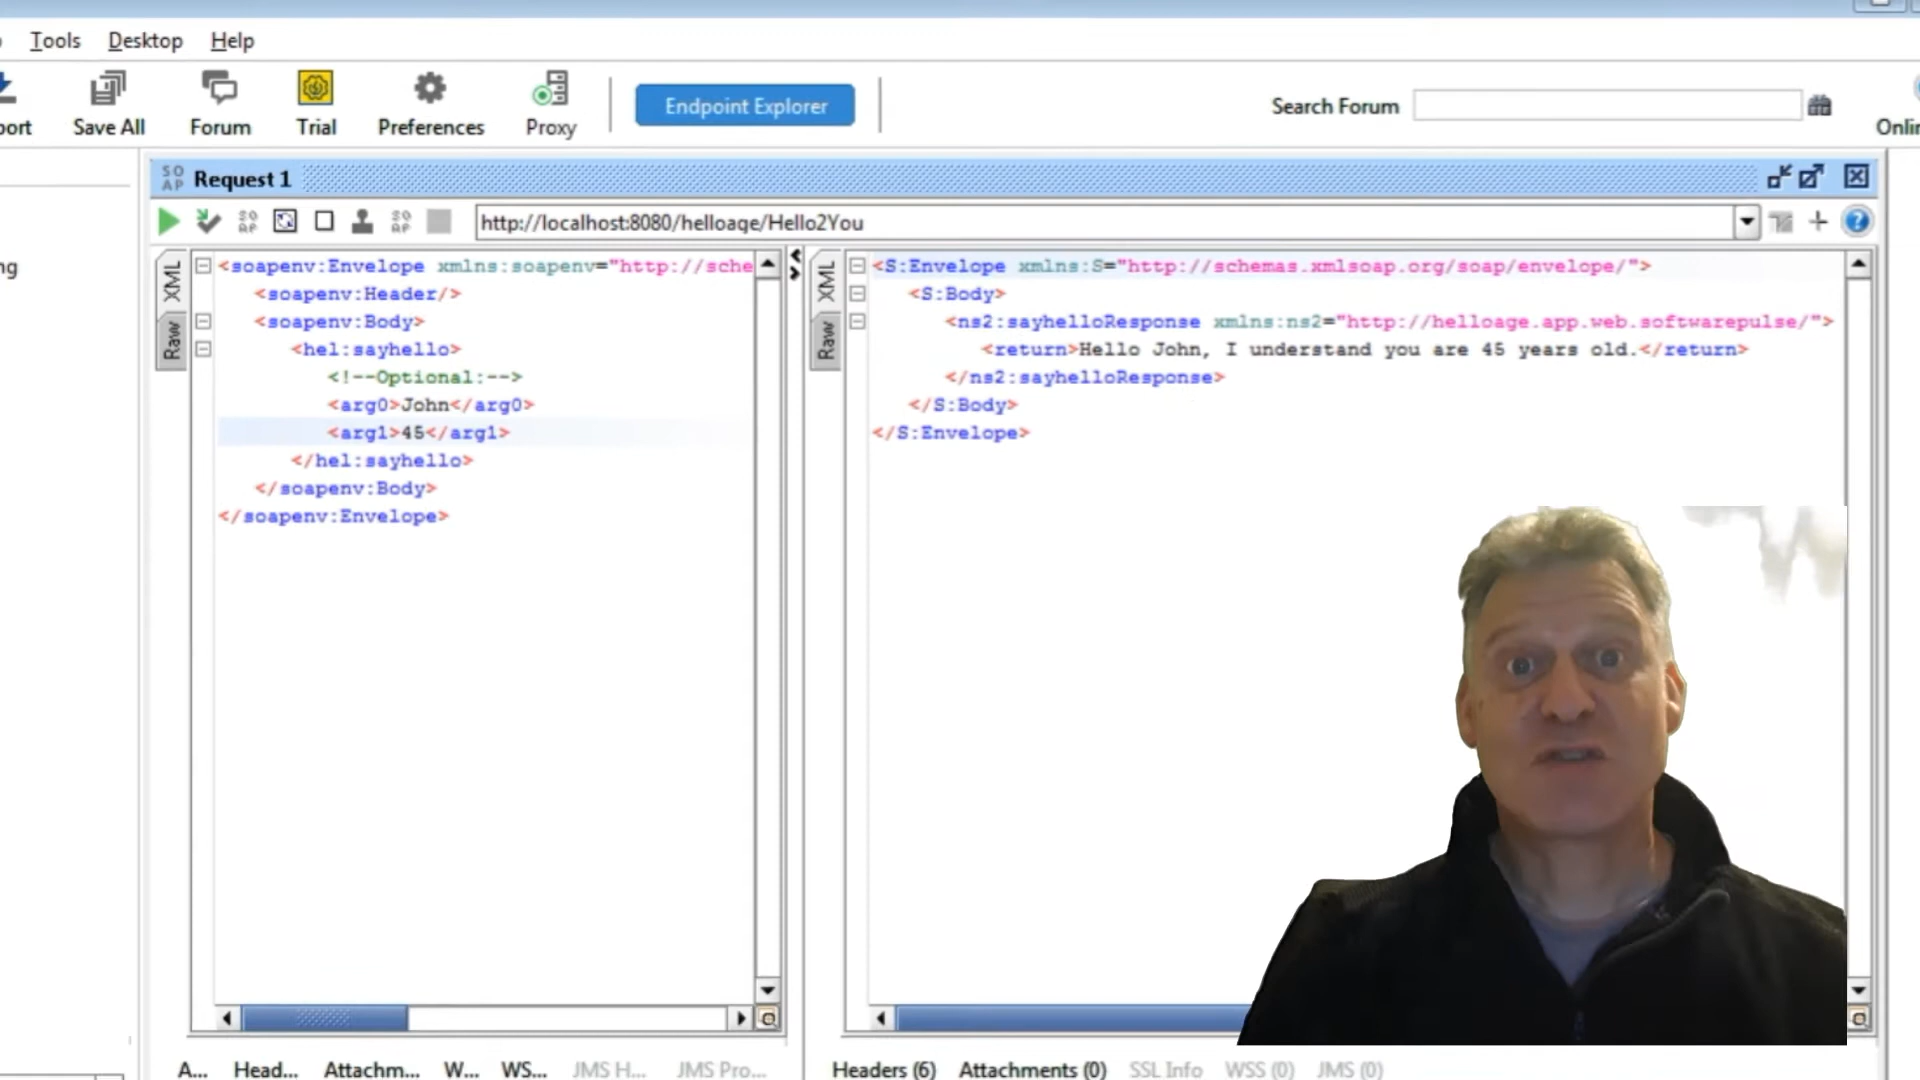 Tools Desktop Help
port Save All Forum Trial Preferences Proxy Endpoint Explorer Search Forum Onlin
SOAP Request 1
http://localhost:8080/helloage/Hello2You
ng
XML
Raw
<soapenv:Envelope xmlns:soapenv="http://sche
<soapenv:Header/>
<soapenv:Body>
<hel:sayhello>
<!--Optional:-->
<arg0>John</arg0>
<arg1>45</arg1>
</hel:sayhello>
</soapenv:Body>
</soapenv:Envelope>
XML
Raw
<S:Envelope xmlns:S="http://schemas.xmlsoap.org/soap/envelope/">
<S:Body>
<ns2:sayhelloResponse xmlns:ns2="http://helloage.app.web.softwarepulse/">
<return>Hello John, I understand you are 45 years old.</return>
</ns2:sayhelloResponse>
</S:Body>
</S:Envelope>
A... Head... Attachm... W... WS... JMS H... JMS Pro...
Headers (6) Attachments (0) SSL Info WSS (0) JMS (0)